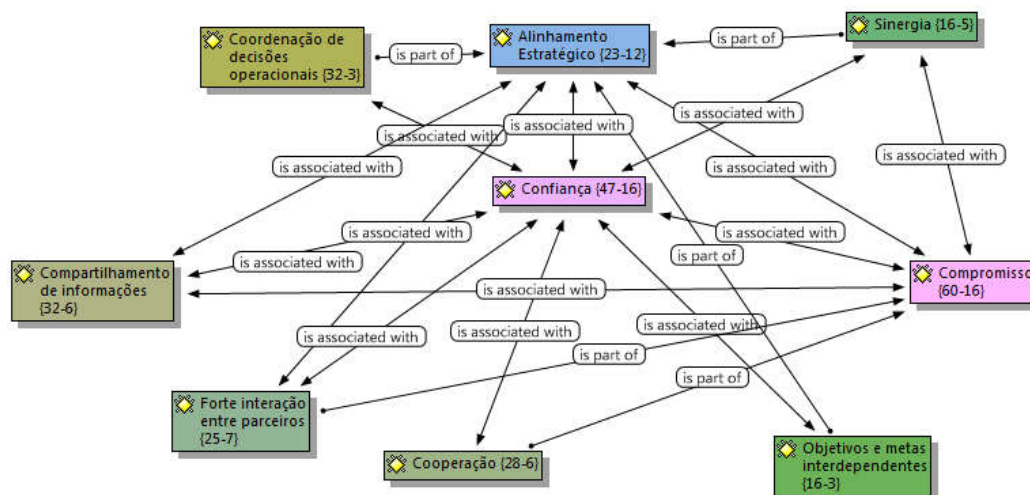 Coordenação de
decisões
operacionais {32-3}
is part of
Alinhamento
Estratégico {23-12}
is part of
Sinergia {16-5}
is associated with
is associated with
is associated with
is associated with
is associated with
is associated with
Confiança {47-16}
is associated with
is associated with
is associated with
is part of
Compartilhamento
de informações
{32-6}
Compromisso
{60-16}
is associated with
is associated with
is associated with
is associated with
is part of
is part of
Forte interação
entre parceiros
{25-7}
Cooperação {28-6}
Objetivos e metas
interdependentes
{16-3}